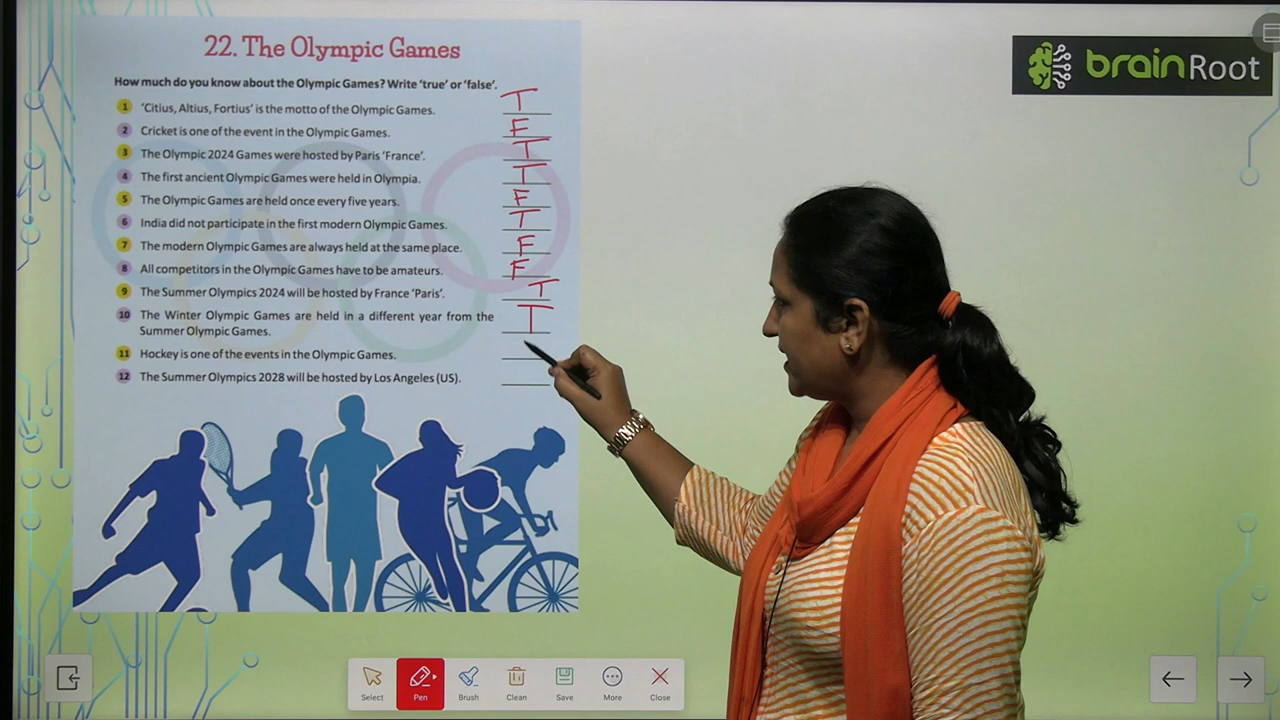 22. The Olympic Games
How much do you know about the Olympic Games? Write 'true' or 'false'.
1 'Citius, Altius, Fortius' is the motto of the Olympic Games. T
2 Cricket is one of the event in the Olympic Games. F
3 The Olympic 2024 Games were hosted by Paris 'France'. T
4 The first ancient Olympic Games were held in Olympia. T
5 The Olympic Games are held once every five years. F
6 India did not participate in the first modern Olympic Games. T
7 The modern Olympic Games are always held at the same place. F
8 All competitors in the Olympic Games have to be amateurs. F
9 The Summer Olympics 2024 will be hosted by France 'Paris'. T
10 The Winter Olympic Games are held in a different year from the
Summer Olympic Games. T
11 Hockey is one of the events in the Olympic Games.
12 The Summer Olympics 2028 will be hosted by Los Angeles (US).
brainRoot
Select Pen Brush Clean Save More Close